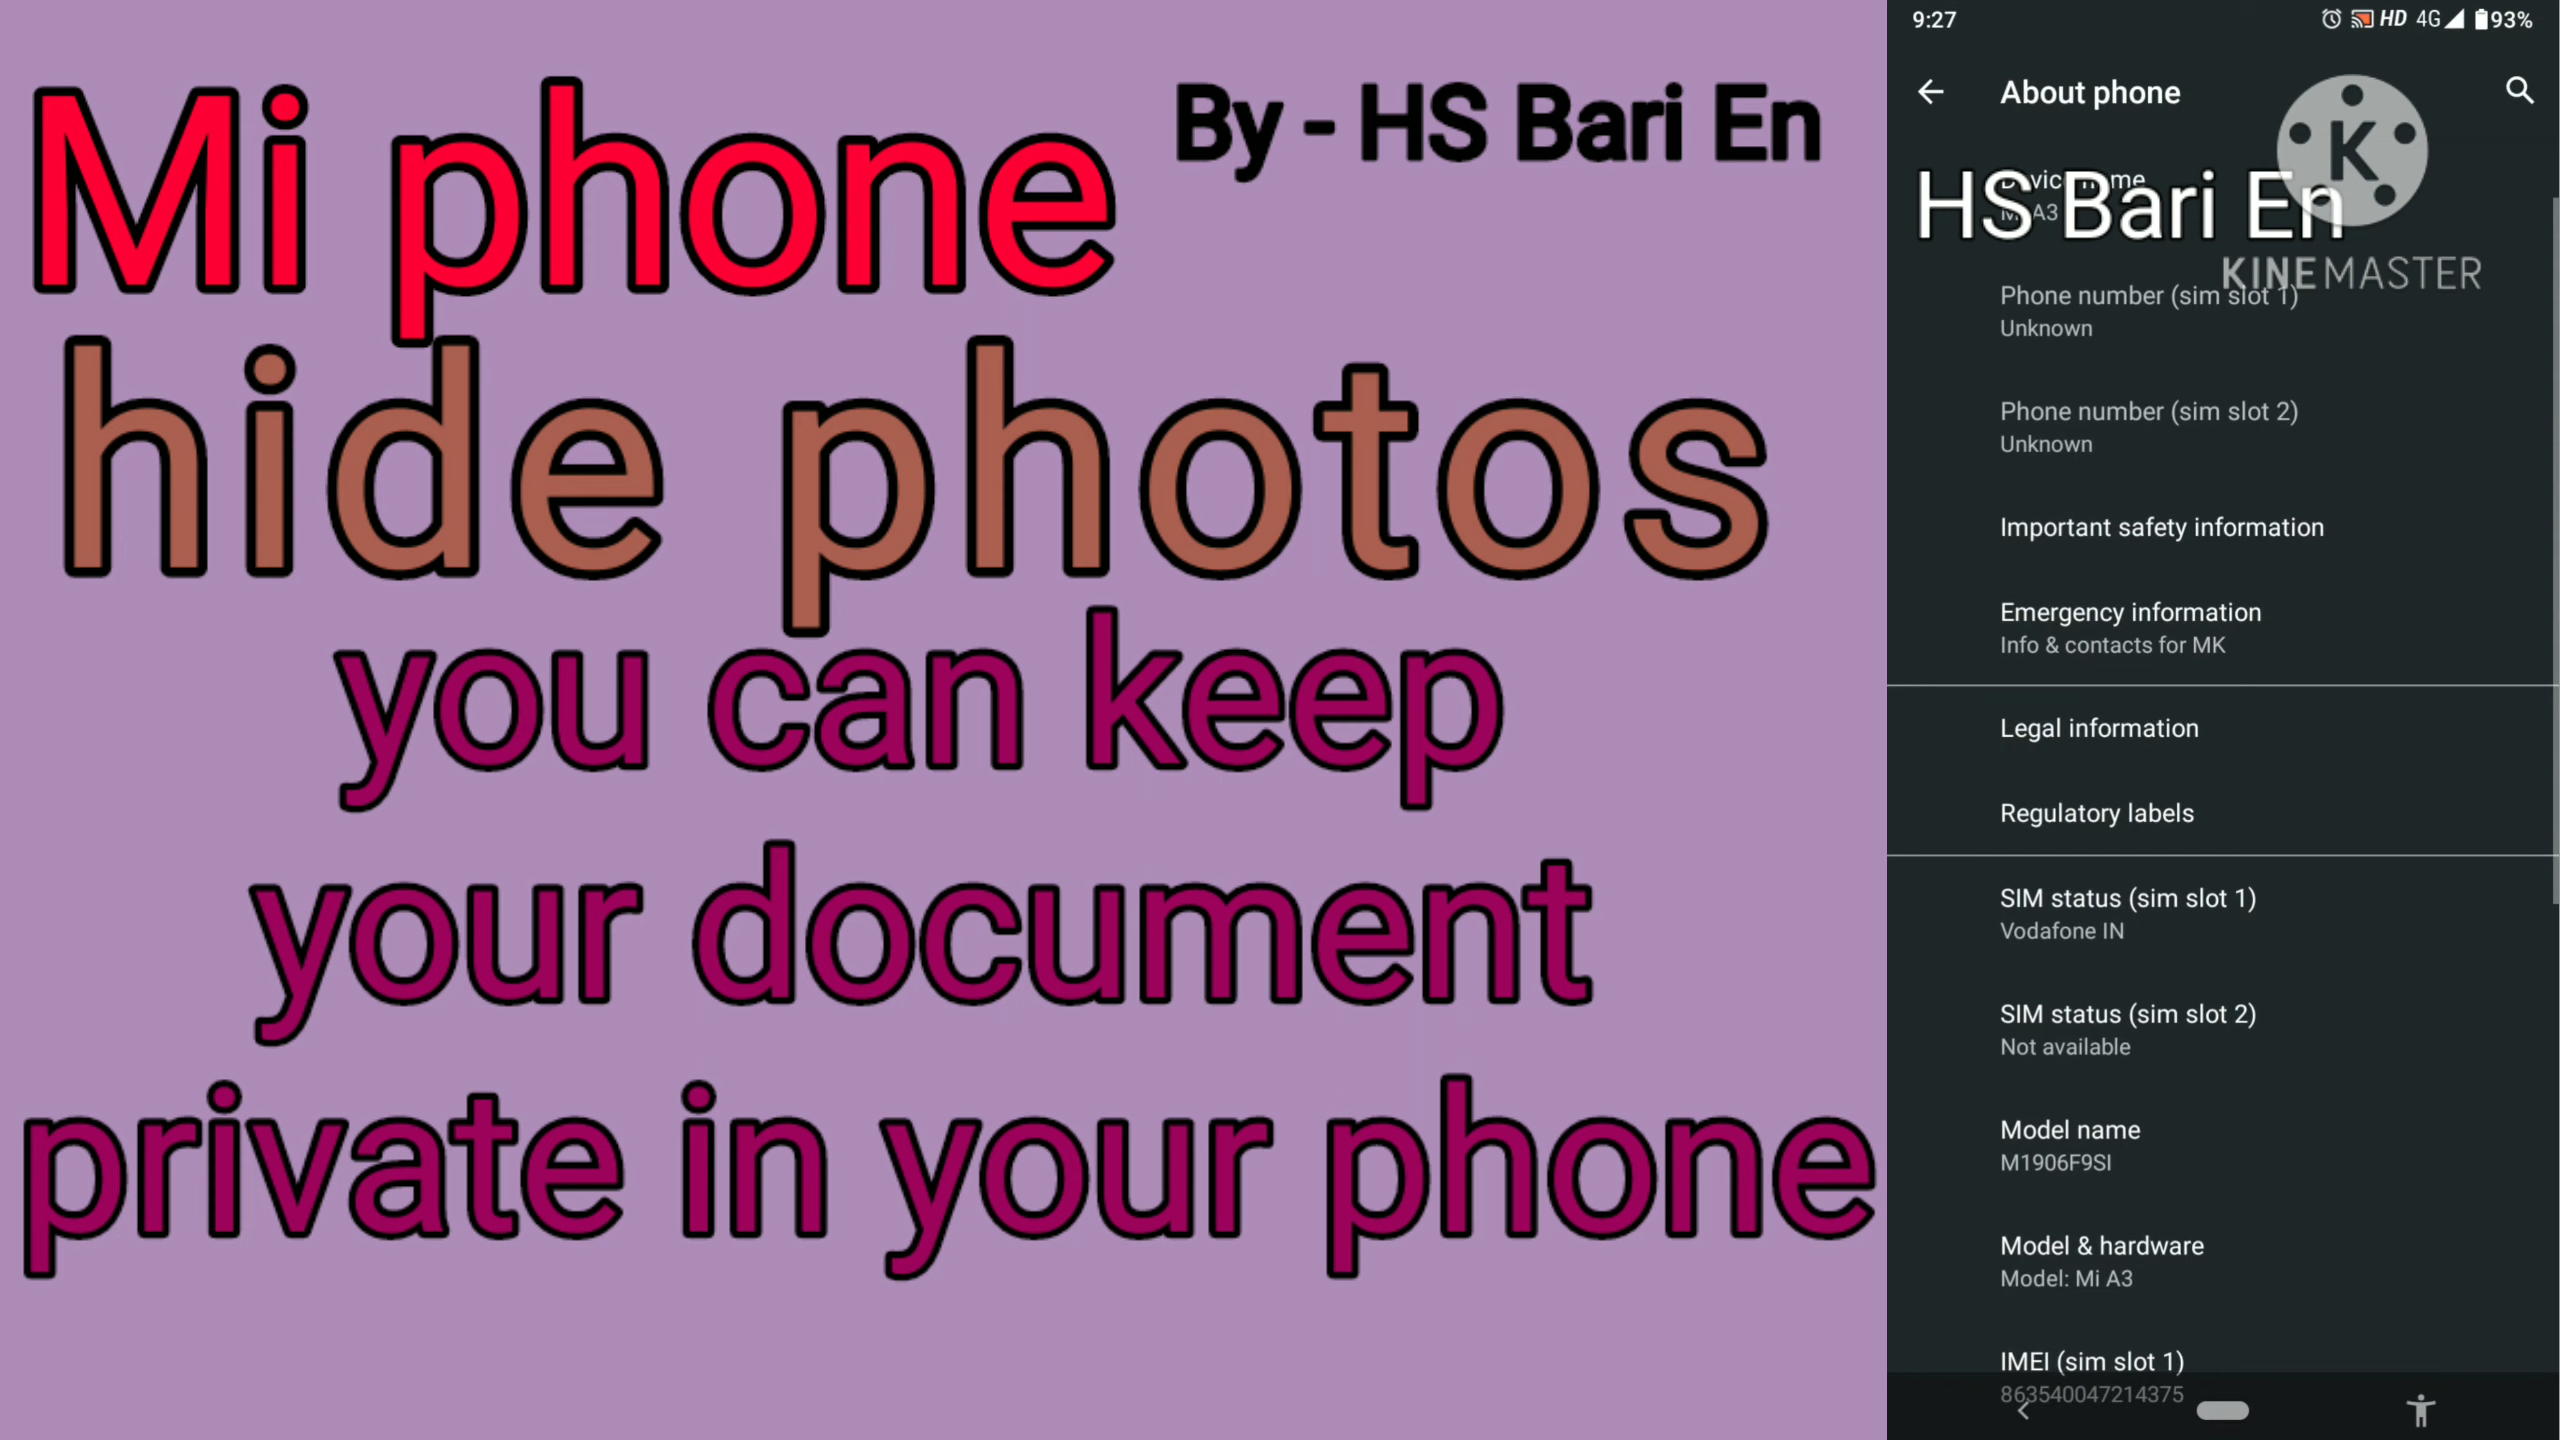 Mi phone
By - HS Bari En
hide photos
you can keep
your document
private in your phone
9:27
HD 4G 93%
About phone
K
HS Bari En
A3
KINEMASTER
Phone number (sim slot 1)
Unknown
Phone number (sim slot 2)
Unknown
Important safety information
Emergency information
Info & contacts for MK
Legal information
Regulatory labels
SIM status (sim slot 1)
Vodafone IN
SIM status (sim slot 2)
Not available
Model name
M1906F9SI
Model & hardware
Model: Mi A3
IMEI (sim slot 1)
863540047214375